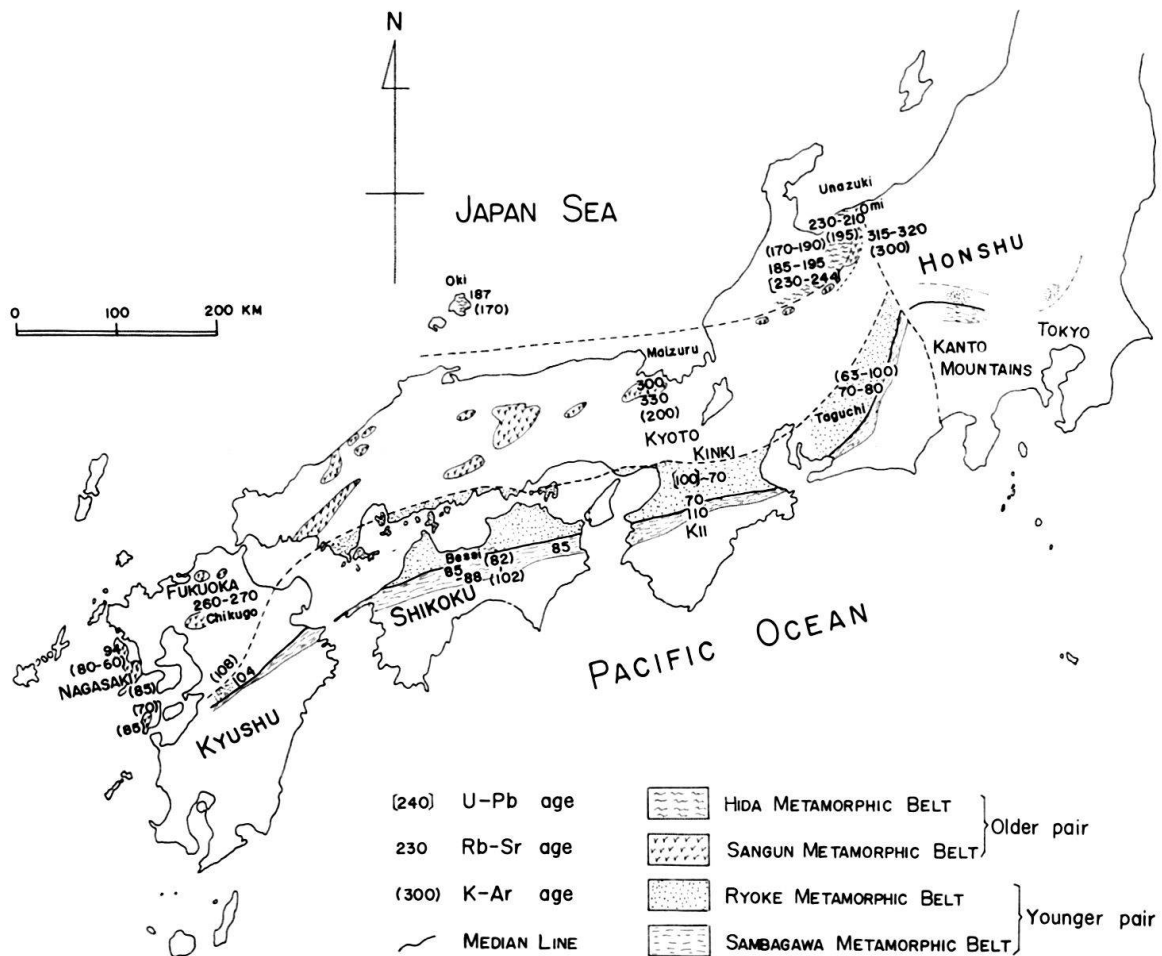 N
JAPAN SEA
Unazuki
Omi
230-210
(195)
315-320
(300)
(170-190)
185-195
[230-244]
HONSHU
Oki
187
(170)
0 100 200 KM
Maizuru
300
330
(200)
KYOTO
TOKYO
KANTO
MOUNTAINS
(63-100)
70-80
Taguchi
KINKI
[100]-70
70
110
KII
Bessi
(82)
85
85
-88
(102)
SHIKOKU
FUKUOKA
260-270
Chikugo
94
(80-60)
NAGASAKI
(85)
(70)
(85)
(108)
104
KYUSHU
PACIFIC OCEAN
[240] U-Pb age
230 Rb-Sr age
(300) K-Ar age
MEDIAN LINE
HIDA METAMORPHIC BELT
SANGUN METAMORPHIC BELT
Older pair
RYOKE METAMORPHIC BELT
SAMBAGAWA METAMORPHIC BELT
Younger pair